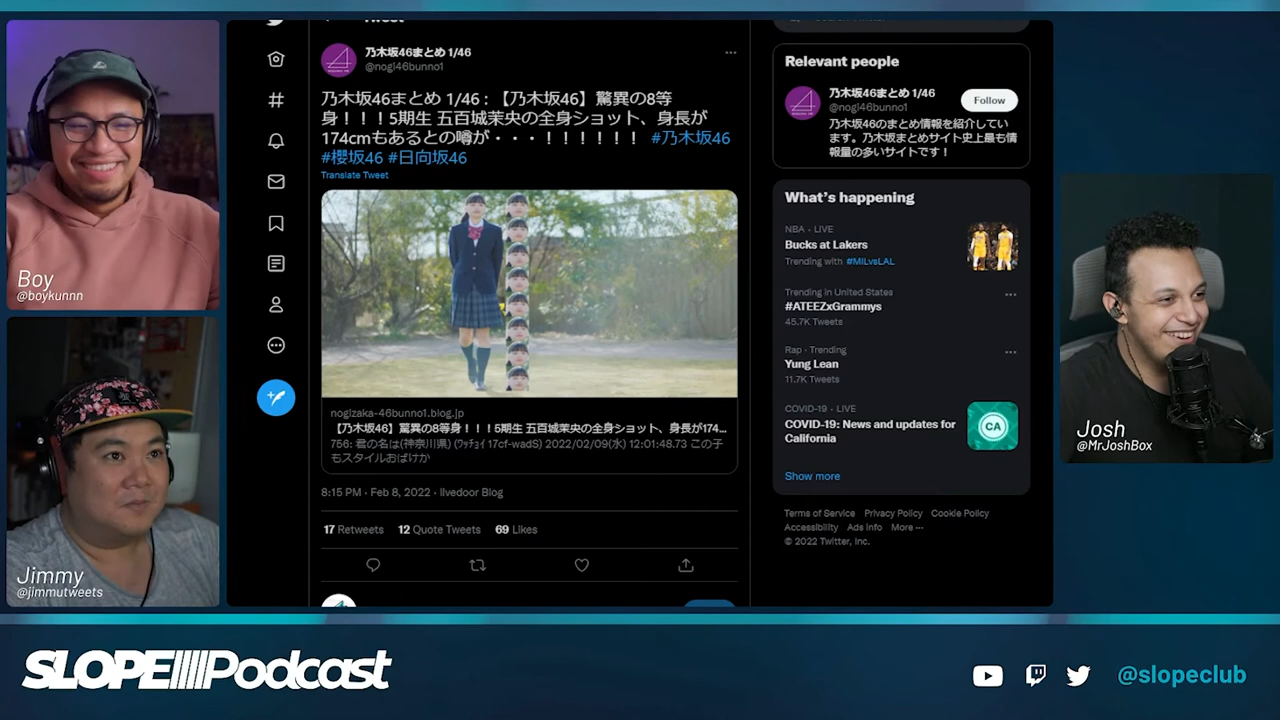 Boy
@boykunnn
Jimmy
@jimmutweets
Tweet
乃木坂46まとめ 1/46
@nogi46bunno1
乃木坂46まとめ 1/46 : 【乃木坂46】驚異の8等
身！！！5期生 五百城茉央の全身ショット、身長が
174cmもあるとの噂が・・・！！！！！！ #乃木坂46
#櫻坂46 #日向坂46
Translate Tweet
nogizaka-46bunno1.blog.jp
【乃木坂46】驚異の8等身！！！5期生 五百城茉央の全身ショット、身長が174...
756: 君の名は(神奈川県) (ﾜｯﾁｮｲ 17cf-wadS) 2022/02/09(水) 12:01:48.73 この子
もスタイルおばけか
8:15 PM · Feb 8, 2022 · livedoor Blog
17 Retweets 12 Quote Tweets 69 Likes
Relevant people
乃木坂46まとめ 1/46
@nogi46bunno1
Follow
乃木坂46のまとめ情報を紹介してい
ます。乃木坂まとめサイト史上最も情
報量の多いサイトです！
What's happening
NBA · LIVE
Bucks at Lakers
Trending with #MILvsLAL
Trending in United States
#ATEEZxGrammys
45.7K Tweets
Rap · Trending
Yung Lean
11.7K Tweets
COVID-19 · LIVE
COVID-19: News and updates for
California
CA
Show more
Terms of Service Privacy Policy Cookie Policy
Accessibility Ads info More ···
© 2022 Twitter, Inc.
Josh
@MrJoshBox
SLOPE Podcast
@slopeclub